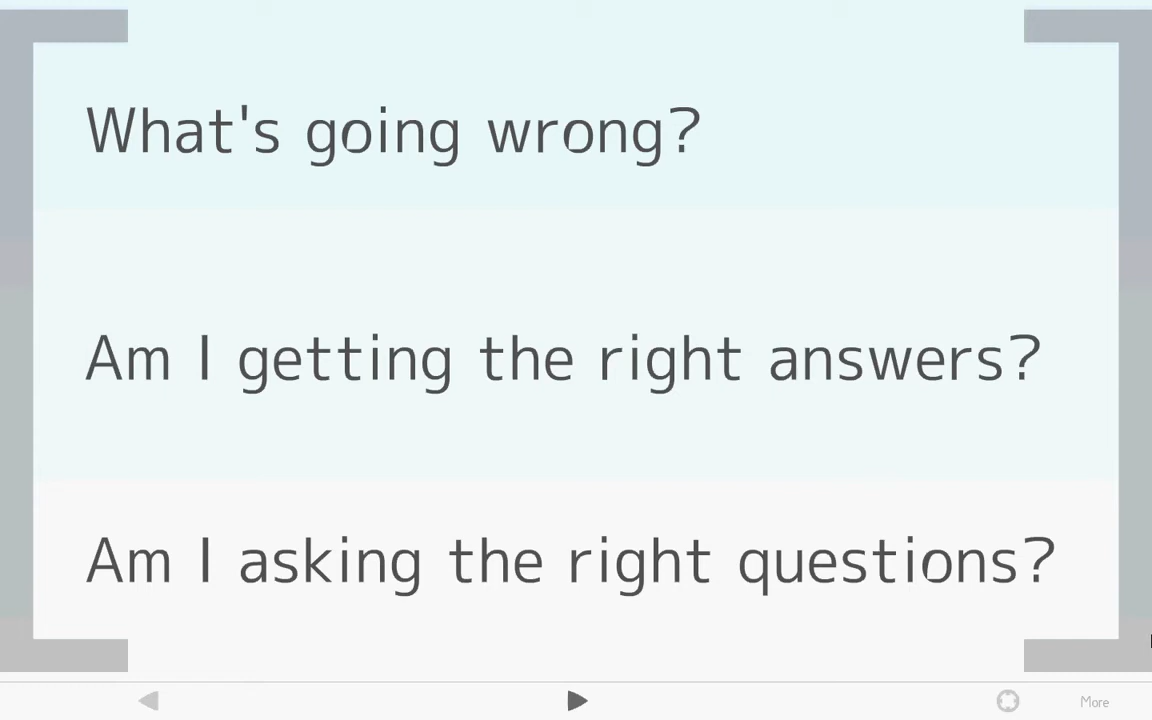 What's going wrong?
Am I getting the right answers?
Am I asking the right questions?
More